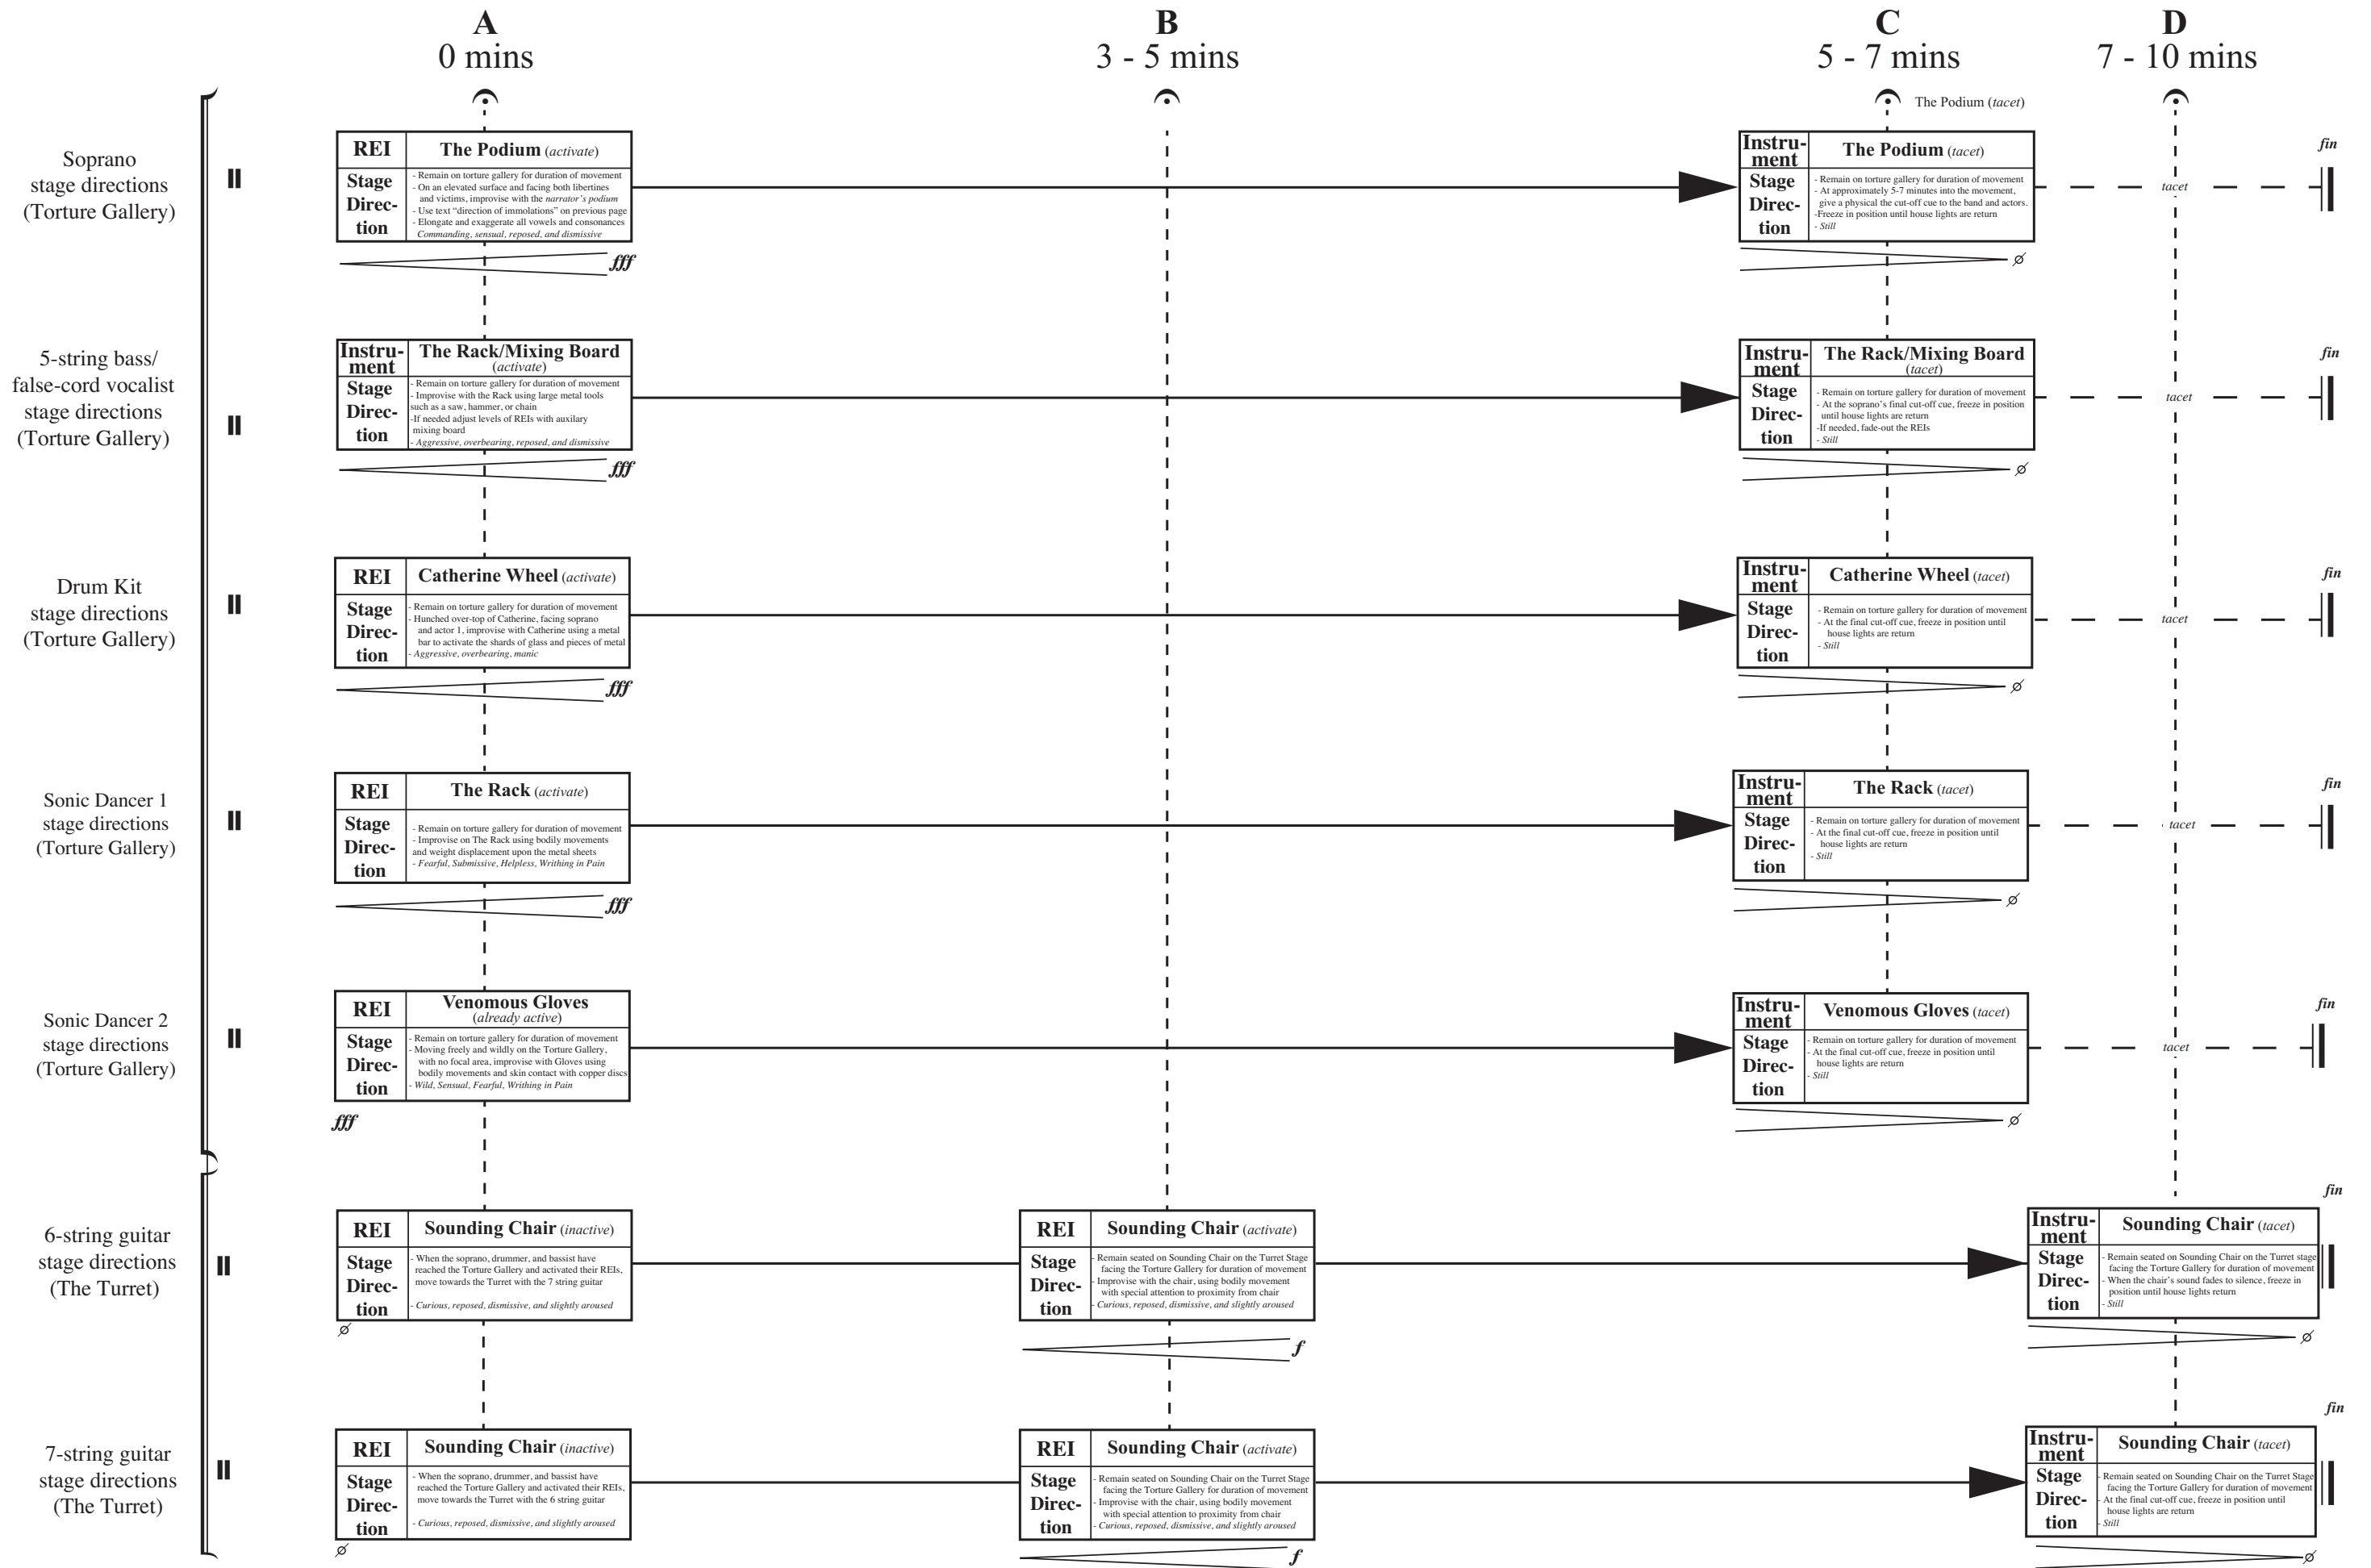 A
0 mins
B
3 - 5 mins
C
5 - 7 mins
D
7 - 10 mins
The Podium (tacet)
Soprano
stage directions
(Torture Gallery)
REI
The Podium (activate)
Stage
Direc-
tion
- Remain on torture gallery for duration of movement
- On an elevated surface and facing both libertines
and victims, improvise with the narrator's podium
- Use text “direction of immolations” on previous page
- Elongate and exaggerate all vowels and consonances
Commanding, sensual, reposed, and dismissive
fff
Instru-
ment
The Podium (tacet)
Stage
Direc-
tion
- Remain on torture gallery for duration of movement
- At approximately 5-7 minutes into the movement,
give a physical the cut-off cue to the band and actors.
-Freeze in position until house lights are return
- Still
∅
tacet
fin
5-string bass/
false-cord vocalist
stage directions
(Torture Gallery)
Instru-
ment
The Rack/Mixing Board
(activate)
Stage
Direc-
tion
- Remain on torture gallery for duration of movement
- Improvise with the Rack using large metal tools
such as a saw, hammer, or chain
-If needed adjust levels of REIs with auxilary
mixing board
- Aggressive, overbearing, reposed, and dismissive
fff
Instru-
ment
The Rack/Mixing Board
(tacet)
Stage
Direc-
tion
- Remain on torture gallery for duration of movement
- At the soprano's final cut-off cue, freeze in position
until house lights are return
-If needed, fade-out the REIs
- Still
∅
tacet
fin
Drum Kit
stage directions
(Torture Gallery)
REI
Catherine Wheel (activate)
Stage
Direc-
tion
- Remain on torture gallery for duration of movement
- Hunched over-top of Catherine, facing soprano
and actor 1, improvise with Catherine using a metal
bar to activate the shards of glass and pieces of metal
- Aggressive, overbearing, manic
fff
Instru-
ment
Catherine Wheel (tacet)
Stage
Direc-
tion
- Remain on torture gallery for duration of movement
- At the final cut-off cue, freeze in position until
house lights are return
- Still
∅
tacet
fin
Sonic Dancer 1
stage directions
(Torture Gallery)
REI
The Rack (activate)
Stage
Direc-
tion
- Remain on torture gallery for duration of movement
- Improvise on The Rack using bodily movements
and weight displacement upon the metal sheets
- Fearful, Submissive, Helpless, Writhing in Pain
fff
Instru-
ment
The Rack (tacet)
Stage
Direc-
tion
- Remain on torture gallery for duration of movement
- At the final cut-off cue, freeze in position until
house lights are return
- Still
∅
tacet
fin
Sonic Dancer 2
stage directions
(Torture Gallery)
REI
Venomous Gloves
(already active)
Stage
Direc-
tion
- Remain on torture gallery for duration of movement
- Moving freely and wildly on the Torture Gallery,
with no focal area, improvise with Gloves using
bodily movements and skin contact with copper discs
- Wild, Sensual, Fearful, Writhing in Pain
fff
Instru-
ment
Venomous Gloves (tacet)
Stage
Direc-
tion
- Remain on torture gallery for duration of movement
- At the final cut-off cue, freeze in position until
house lights are return
- Still
∅
tacet
fin
6-string guitar
stage directions
(The Turret)
REI
Sounding Chair (inactive)
Stage
Direc-
tion
- When the soprano, drummer, and bassist have
reached the Torture Gallery and activated their REIs,
move towards the Turret with the 7 string guitar
- Curious, reposed, dismissive, and slightly aroused
∅
REI
Sounding Chair (activate)
Stage
Direc-
tion
- Remain seated on Sounding Chair on the Turret Stage
facing the Torture Gallery for duration of movement
- Improvise with the chair, using bodily movement
with special attention to proximity from chair
- Curious, reposed, dismissive, and slightly aroused
f
Instru-
ment
Sounding Chair (tacet)
Stage
Direc-
tion
- Remain seated on Sounding Chair on the Turret stage
facing the Torture Gallery for duration of movement
- When the chair's sound fades to silence, freeze in
position until house lights return
- Still
∅
fin
7-string guitar
stage directions
(The Turret)
REI
Sounding Chair (inactive)
Stage
Direc-
tion
- When the soprano, drummer, and bassist have
reached the Torture Gallery and activated their REIs,
move towards the Turret with the 6 string guitar
- Curious, reposed, dismissive, and slightly aroused
∅
REI
Sounding Chair (activate)
Stage
Direc-
tion
- Remain seated on Sounding Chair on the Turret Stage
facing the Torture Gallery for duration of movement
- Improvise with the chair, using bodily movement
with special attention to proximity from chair
- Curious, reposed, dismissive, and slightly aroused
f
Instru-
ment
Sounding Chair (tacet)
Stage
Direc-
tion
- Remain seated on Sounding Chair on the Turret Stage
facing the Torture Gallery for duration of movement
- At the final cut-off cue, freeze in position until
house lights are return
- Still
∅
fin